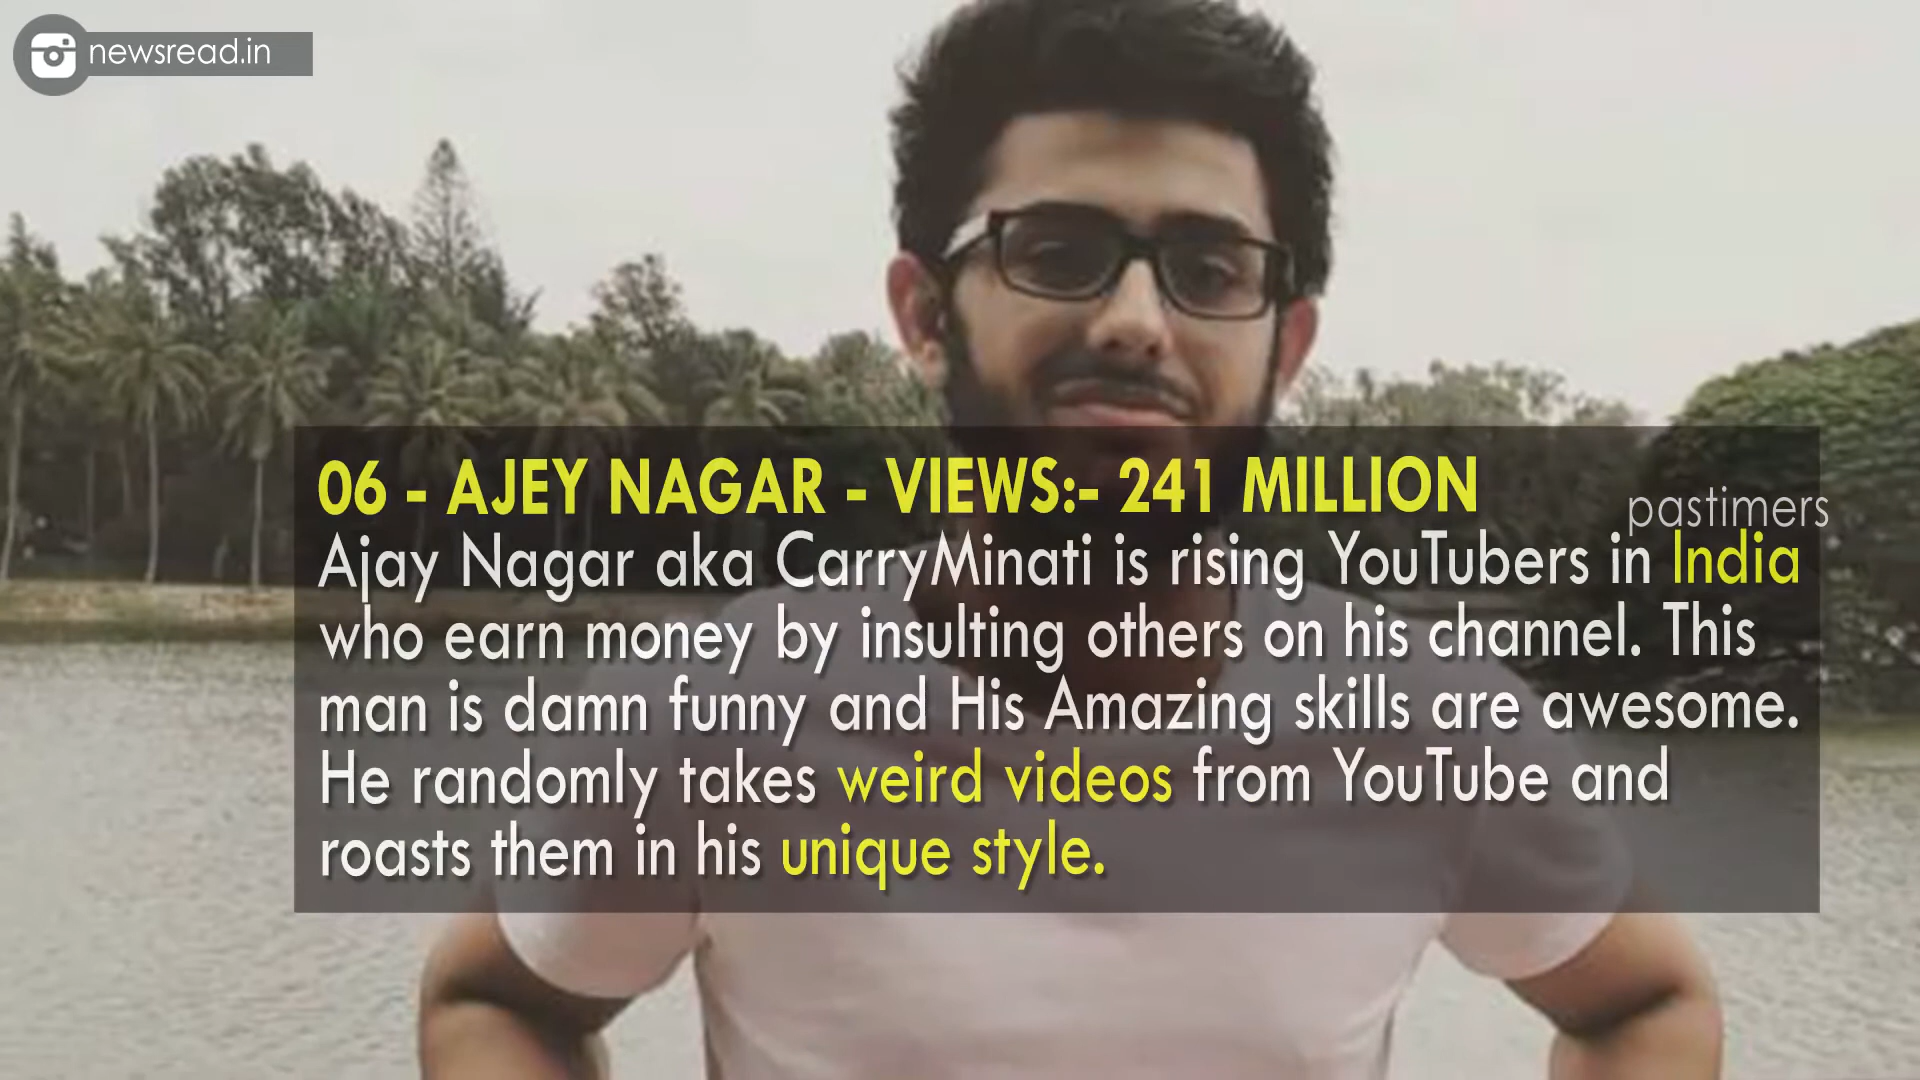 newsread.in
06 - AJEY NAGAR - VIEWS:- 241 MILLION
pastimers
Ajay Nagar aka CarryMinati is rising YouTubers in India
who earn money by insulting others on his channel. This
man is damn funny and His Amazing skills are awesome.
He randomly takes weird videos from YouTube and
roasts them in his unique style.